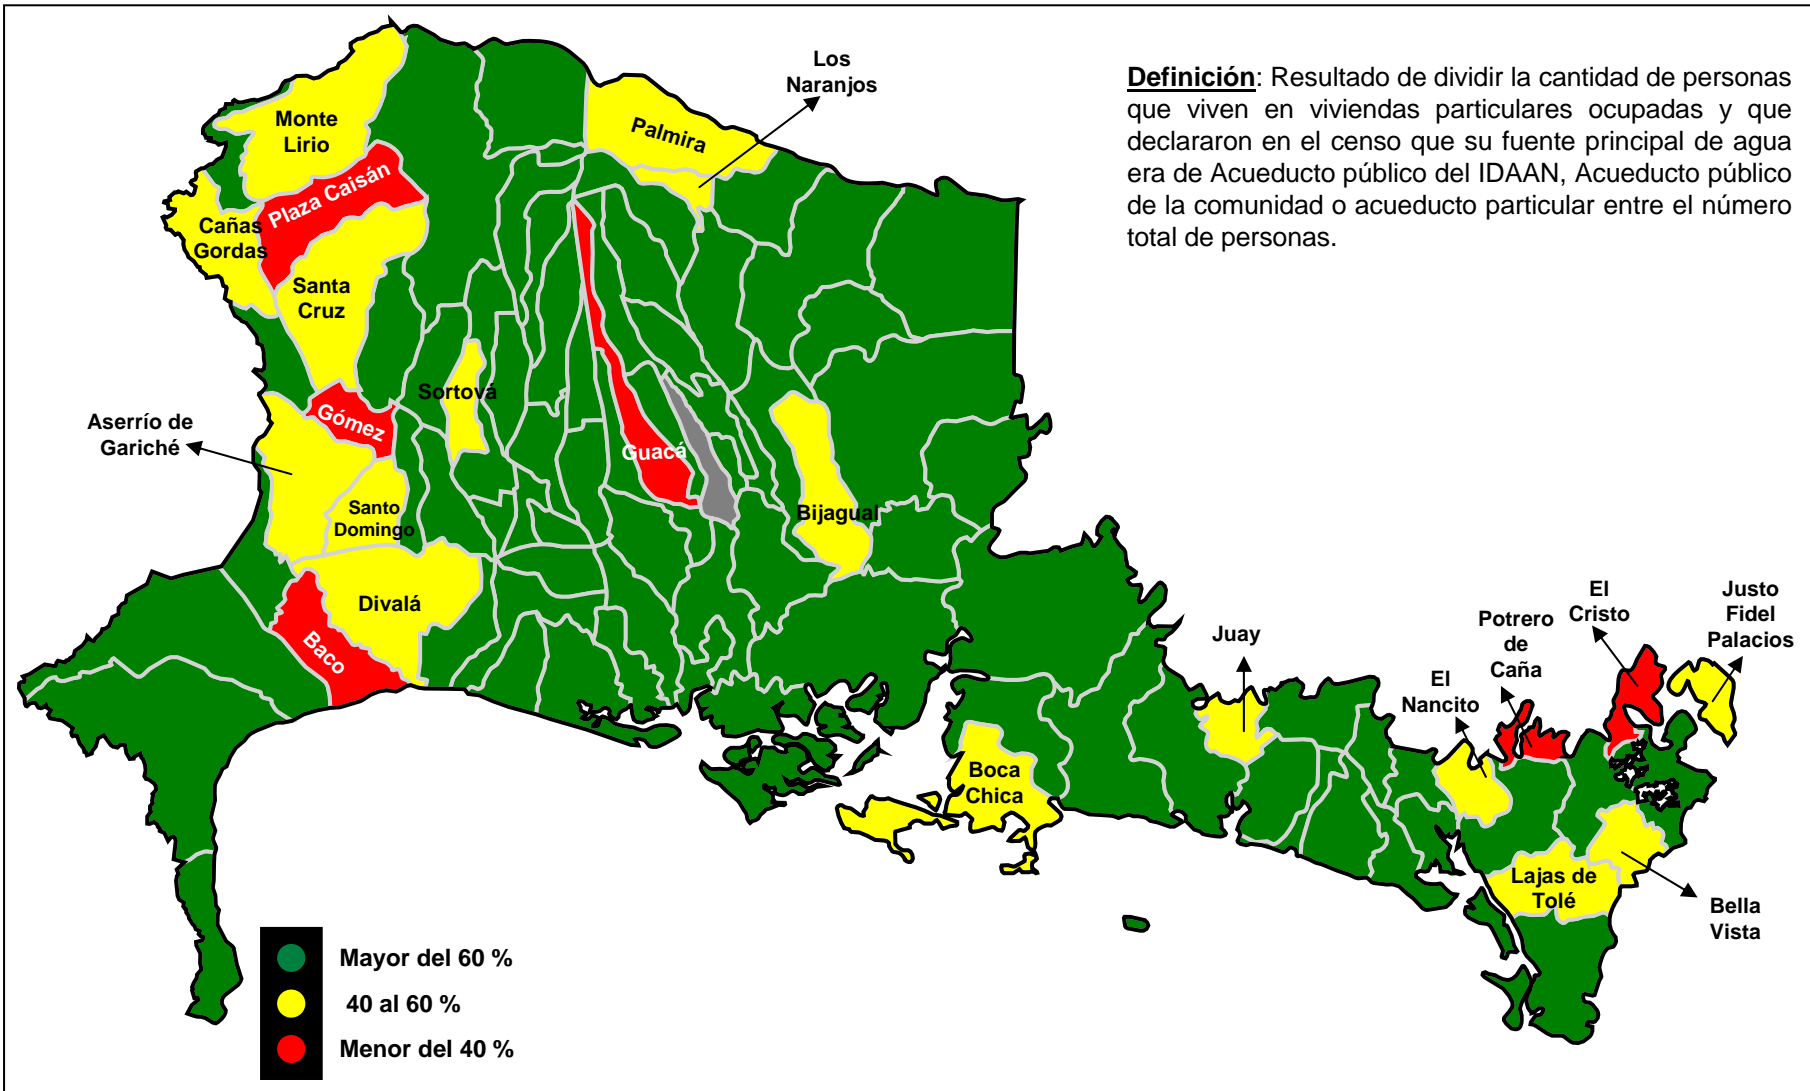 Definición: Resultado de dividir la cantidad de personas
que viven en viviendas particulares ocupadas y que
declararon en el censo que su fuente principal de agua
era de Acueducto público del IDAAN, Acueducto público
de la comunidad o acueducto particular entre el número
total de personas.
Los
Naranjos
Monte
Lirio
Palmira
Plaza Caisán
Cañas
Gordas
Santa
Cruz
Sortová
Gómez
Aserrío de
Gariché
Guacá
Santo
Domingo
Bijagual
Divalá
Baco
Juay
El
Nancito
Potrero
de
Caña
El
Cristo
Justo
Fidel
Palacios
Boca
Chica
Lajas de
Tolé
Bella
Vista
Mayor del 60 %
40 al 60 %
Menor del 40 %